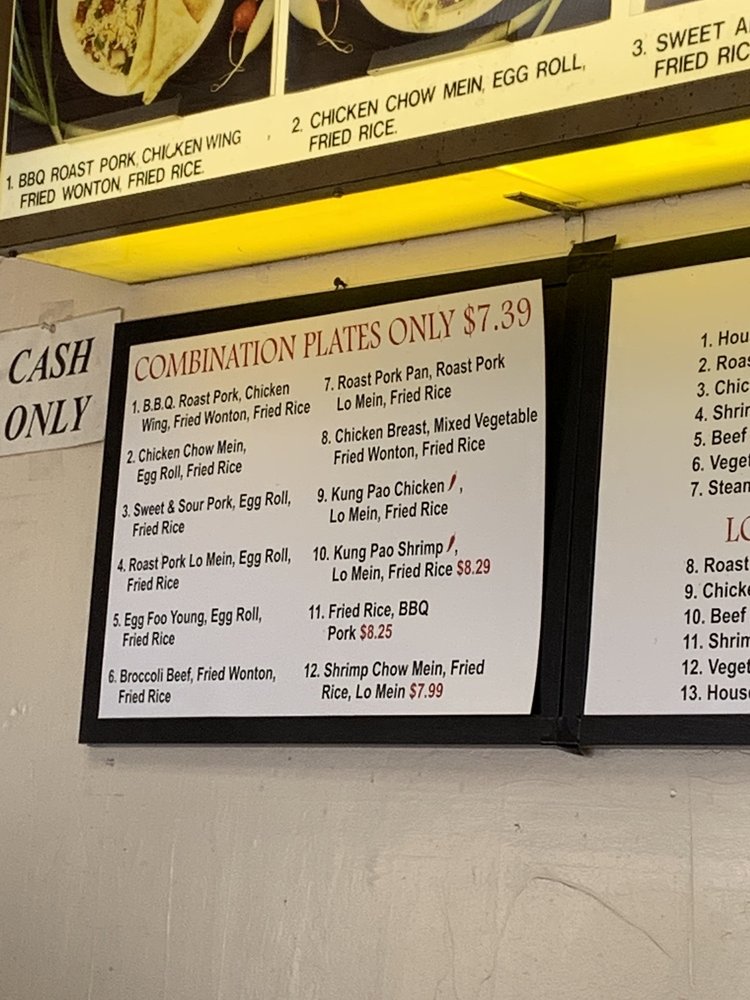 1. BBQ ROAST PORK, CHICKEN WING
FRIED WONTON, FRIED RICE.
2. CHICKEN CHOW MEIN, EGG ROLL,
FRIED RICE.
3. SWEET
FRIED
CASH
ONLY
COMBINATION PLATES ONLY $7.39
1. B.B.Q. Roast Pork, Chicken
Wing, Fried Wonton, Fried Rice
2. Chicken Chow Mein,
Egg Roll, Fried Rice
3. Sweet & Sour Pork, Egg Roll,
Fried Rice
4. Roast Pork Lo Mein, Egg Roll,
Fried Rice
5. Egg Foo Young, Egg Roll,
Fried Rice
6. Broccoli Beef, Fried Wonton,
Fried Rice
7. Roast Pork Pan, Roast Pork
Lo Mein, Fried Rice
8. Chicken Breast, Mixed Vegetable
Fried Wonton, Fried Rice
9. Kung Pao Chicken ,
Lo Mein, Fried Rice
10. Kung Pao Shrimp ,
Lo Mein, Fried Rice $8.29
11. Fried Rice, BBQ
Pork $8.25
12. Shrimp Chow Mein, Fried
Rice, Lo Mein $7.99
1. Hou
2. Roas
3. Chic
4. Shri
5. Beef
6. Veget
7. Stean
LO
8. Roast
9. Chick
10. Beef
11. Shrim
12. Veget
13. House